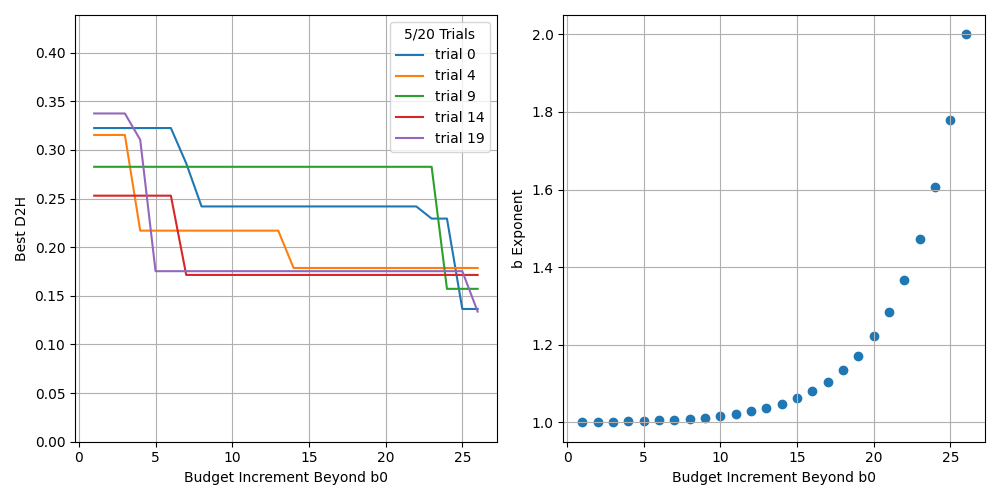 5/20 Trials
trial 0
trial 4
trial 9
trial 14
trial 19
0.40
0.35
0.30
0.25
0.20
0.15
0.10
0.05
0.00
Best D2H
0 5 10 15 20 25
Budget Increment Beyond b0
2.0
1.8
1.6
1.4
1.2
1.0
b Exponent
0 5 10 15 20 25
Budget Increment Beyond b0